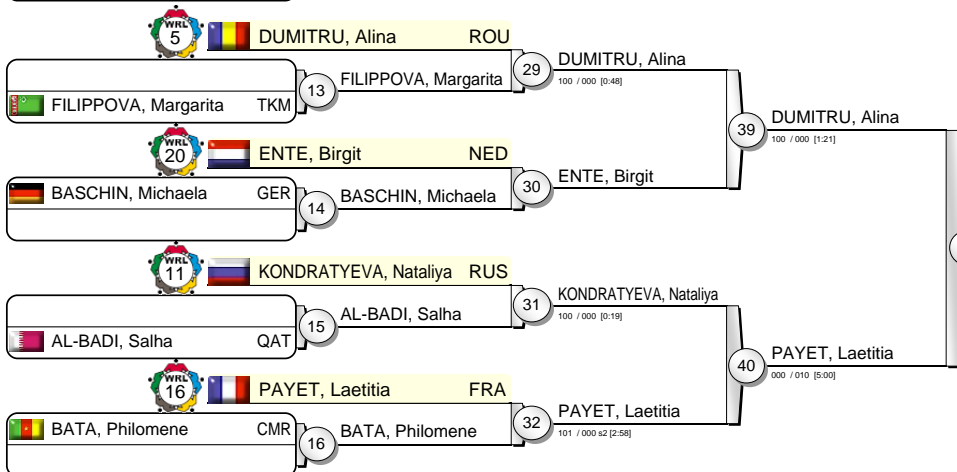 WRL
5
DUMITRU, Alina ROU
FILIPPOVA, Margarita TKM
13
FILIPPOVA, Margarita
29
DUMITRU, Alina
100 / 000 [0:48]
WRL
20
ENTE, Birgit NED
BASCHIN, Michaela GER
14
BASCHIN, Michaela
30
ENTE, Birgit
39
DUMITRU, Alina
100 / 000 [1:21]
WRL
11
KONDRATYEVA, Nataliya RUS
AL-BADI, Salha QAT
15
AL-BADI, Salha
31
KONDRATYEVA, Nataliya
100 / 000 [0:19]
WRL
16
PAYET, Laetitia FRA
BATA, Philomene CMR
16
BATA, Philomene
32
PAYET, Laetitia
101 / 000 s2 [2:58]
40
PAYET, Laetitia
000 / 010 [5:00]